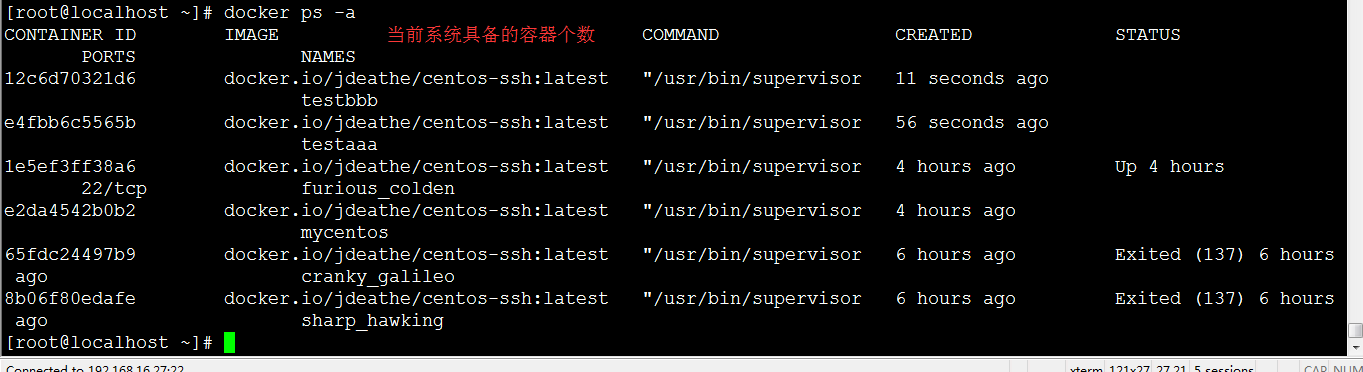 [root@localhost ~]# docker ps -a
CONTAINER ID IMAGE 当前系统具备的容器个数 COMMAND CREATED STATUS
PORTS NAMES
12c6d70321d6 docker.io/jdeathe/centos-ssh:latest "/usr/bin/supervisor 11 seconds ago
testbbb
e4fbb6c5565b docker.io/jdeathe/centos-ssh:latest "/usr/bin/supervisor 56 seconds ago
testaaa
1e5ef3ff38a6 docker.io/jdeathe/centos-ssh:latest "/usr/bin/supervisor 4 hours ago Up 4 hours
22/tcp furious_colden
e2da4542b0b2 docker.io/jdeathe/centos-ssh:latest "/usr/bin/supervisor 4 hours ago
mycentos
65fdc24497b9 docker.io/jdeathe/centos-ssh:latest "/usr/bin/supervisor 6 hours ago Exited (137) 6 hours
ago cranky_galileo
8b06f80edafe docker.io/jdeathe/centos-ssh:latest "/usr/bin/supervisor 6 hours ago Exited (137) 6 hours
ago sharp_hawking
[root@localhost ~]#
Connected to 192.168.16.27:22 xterm 121x27 27,21 5 sessions CAP NUM